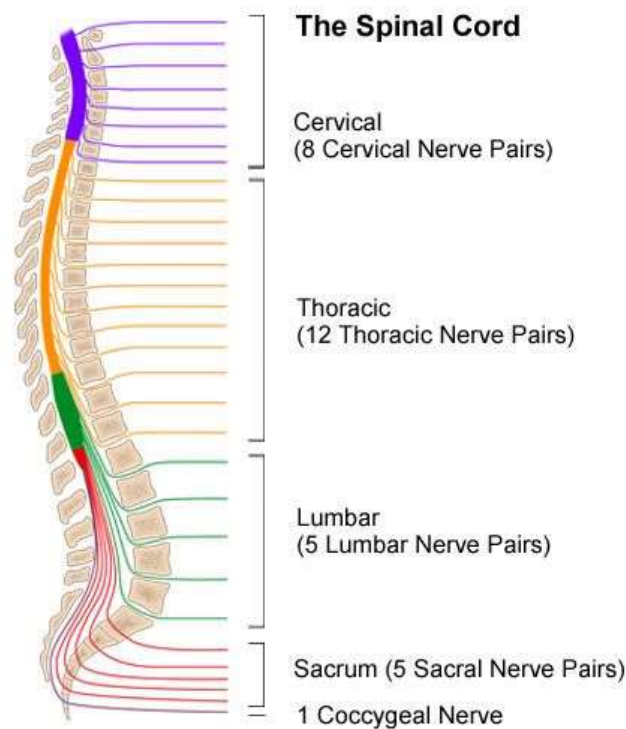 The Spinal Cord
Cervical
(8 Cervical Nerve Pairs)
Thoracic
(12 Thoracic Nerve Pairs)
Lumbar
(5 Lumbar Nerve Pairs)
Sacrum (5 Sacral Nerve Pairs)
1 Coccygeal Nerve